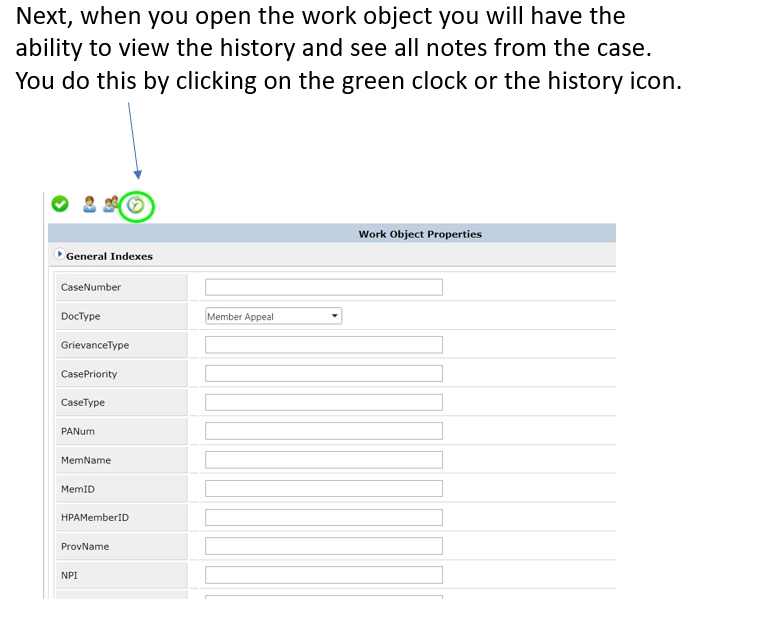 Next, when you open the work object you will have the
ability to view the history and see all notes from the case.
You do this by clicking on the green clock or the history icon.
Work Object Properties
General Indexes
CaseNumber
DocType Member Appeal
GrievanceType
CasePriority
CaseType
PANum
MemName
MemID
HPAMemberID
ProvName
NPI